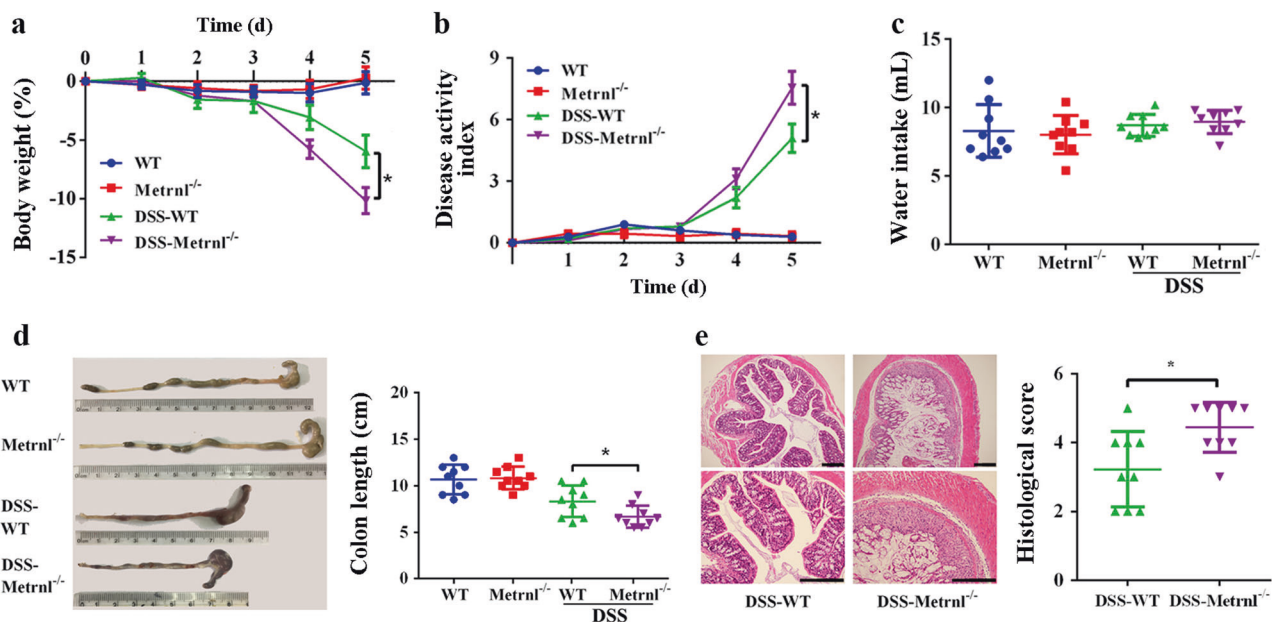 a
Time (d)
0 1 2 3 4 5
Body weight (%)
0
-5
-10
-15
WT
Metrnl-/-
DSS-WT
DSS-Metrnl-/-
*
b
Disease activity
index
9
6
3
0
WT
Metrnl-/-
DSS-WT
DSS-Metrnl-/-
*
1 2 3 4 5
Time (d)
c
Water intake (mL)
15
10
5
0
WT Metrnl-/- WT Metrnl-/-
DSS
d
WT
Metrnl-/-
DSS-
WT
DSS-
Metrnl-/-
Colon length (cm)
20
15
10
5
0
*
WT Metrnl-/- WT Metrnl-/-
DSS
e
DSS-WT DSS-Metrnl-/-
Histological score
6
4
2
0
*
DSS-WT DSS-Metrnl-/-